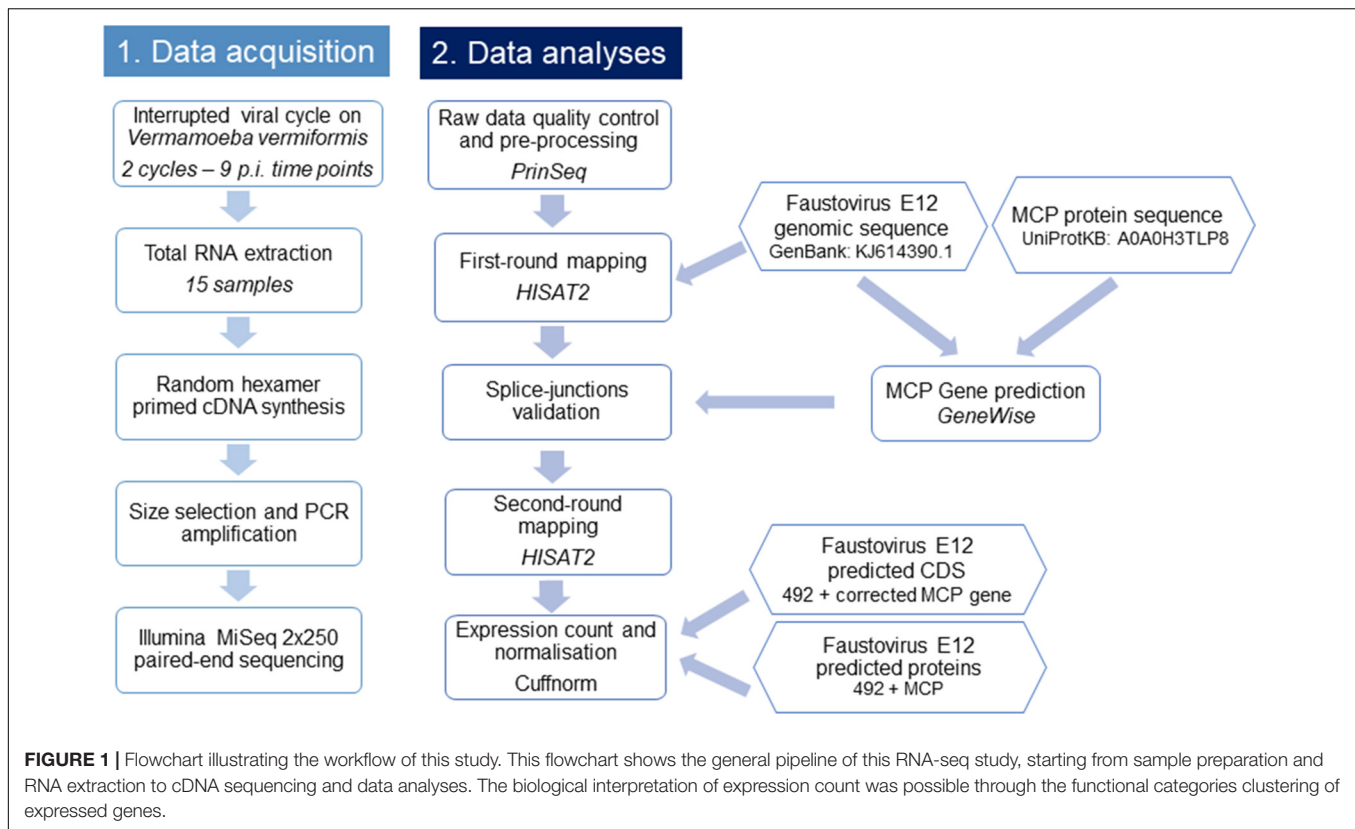 1. Data acquisition
Interrupted viral cycle on
Vermamoeba vermiformis
2 cycles – 9 p.i. time points
Total RNA extraction
15 samples
Random hexamer
primed cDNA synthesis
Size selection and PCR
amplification
Illumina MiSeq 2x250
paired-end sequencing
2. Data analyses
Raw data quality control
and pre-processing
PrinSeq
First-round mapping
HISAT2
Splice-junctions
validation
Second-round
mapping
HISAT2
Expression count and
normalisation
Cuffnorm
Faustovirus E12
genomic sequence
GenBank: KJ614390.1
MCP protein sequence
UniProtKB: A0A0H3TLP8
MCP Gene prediction
GeneWise
Faustovirus E12
predicted CDS
492 + corrected MCP gene
Faustovirus E12
predicted proteins
492 + MCP
FIGURE 1 | Flowchart illustrating the workflow of this study. This flowchart shows the general pipeline of this RNA-seq study, starting from sample preparation and
RNA extraction to cDNA sequencing and data analyses. The biological interpretation of expression count was possible through the functional categories clustering of
expressed genes.